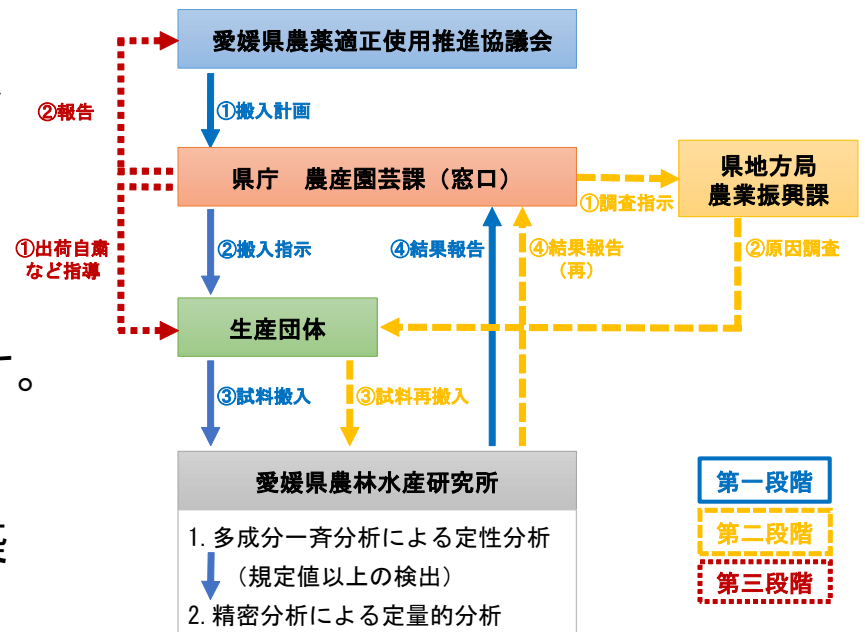 愛媛県農薬適正使用推進協議会
②報告
①搬入計画
県庁 農産園芸課（窓口）
県地方局
農業振興課
①調査指示
①出荷自粛
など指導
②搬入指示
④結果報告
④結果報告
（再）
②原因調査
生産団体
す。
③試料搬入
③試料再搬入
愛媛県農林水産研究所
第一段階
1. 多成分一斉分析による定性分析
（規定値以上の検出）
2. 精密分析による定量的分析
第二段階
第三段階